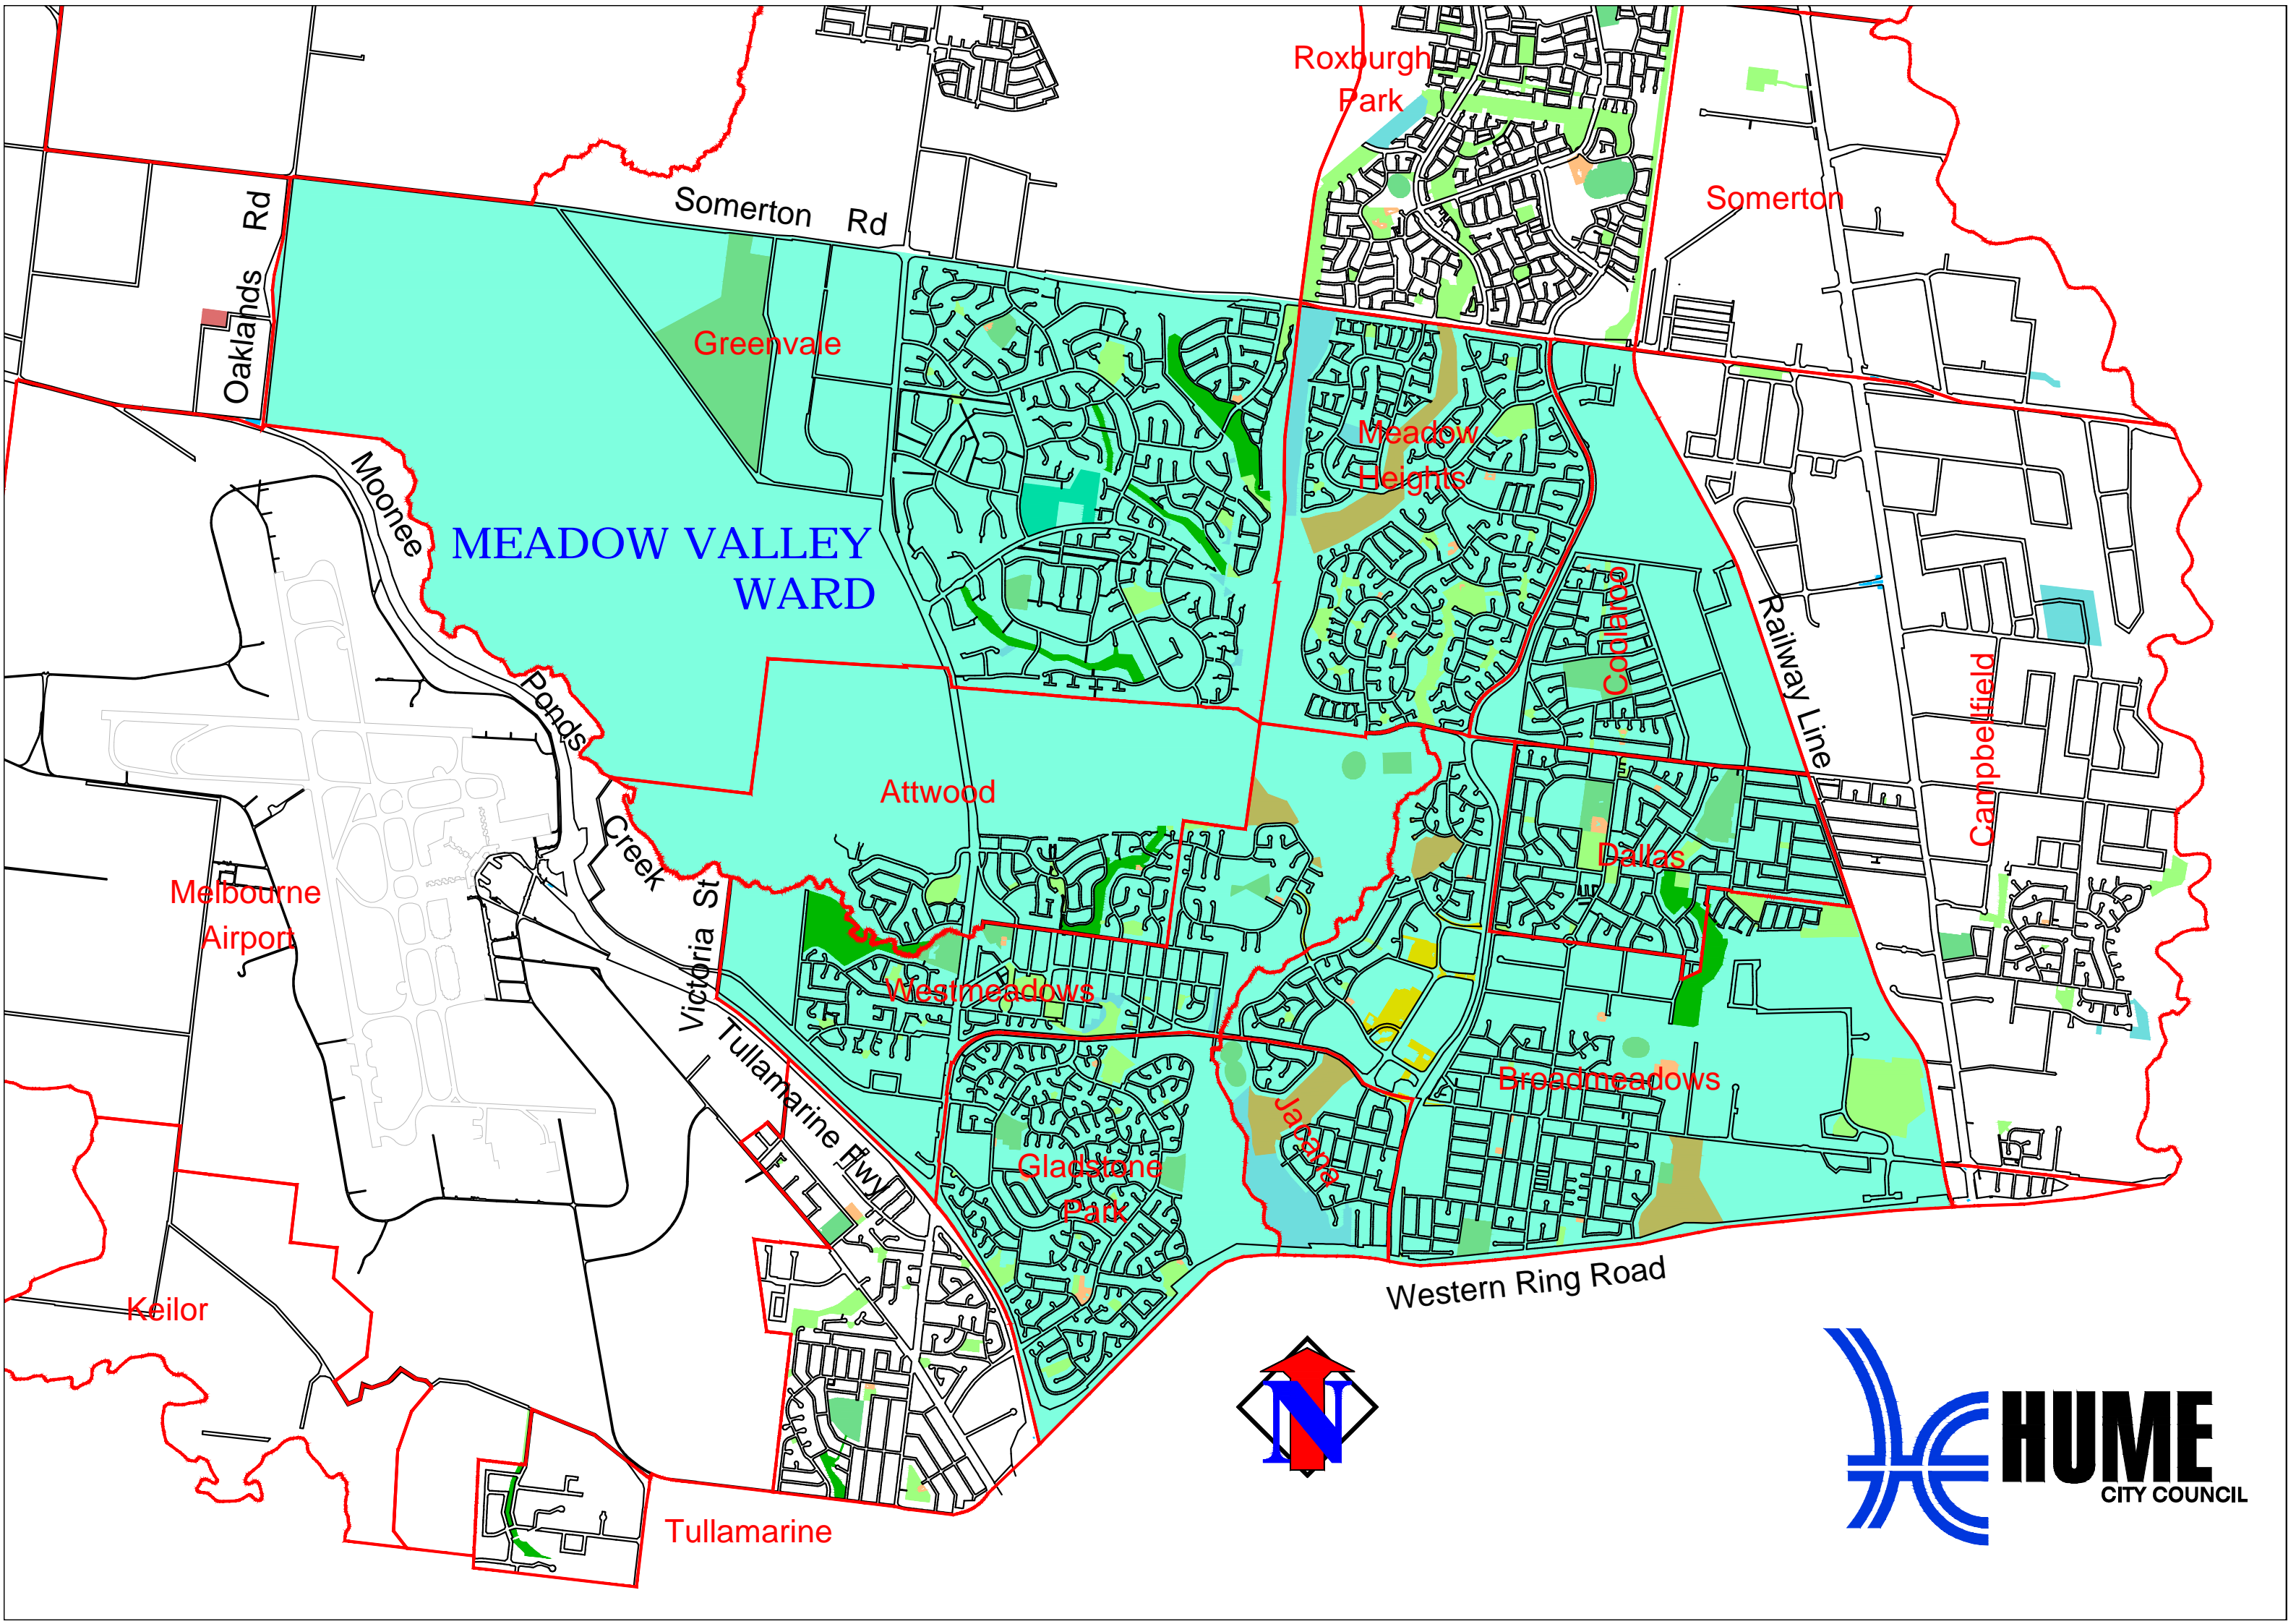 Roxburgh
Park
Somerton Rd
Somerton
Oaklands Rd
Greenvale
Meadow
Heights
Moonee
MEADOW VALLEY
WARD
Coolaroo
Railway Line
Ponds
Campbellfield
Attwood
Creek
Dallas
Melbourne
Airport
Victoria St
Westmeadows
Tullamarine Fwy
Broadmeadows
Jacana
Gladstone
Park
Keilor
Western Ring Road
N
HUME
CITY COUNCIL
Tullamarine